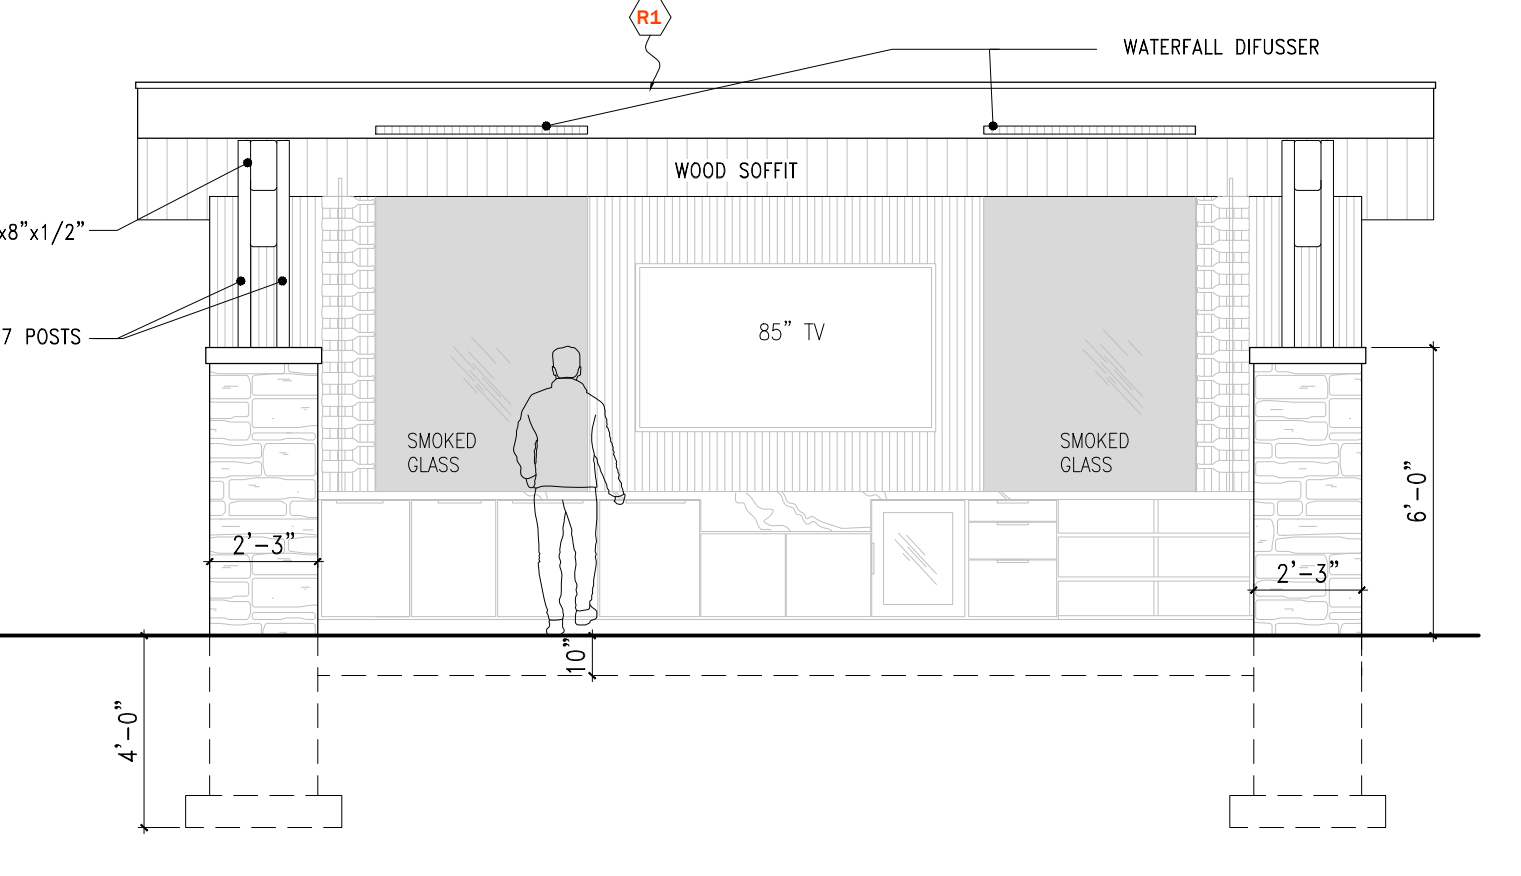 R1
WATERFALL DIFUSSER
WOOD SOFFIT
x8"x1/2"
7 POSTS
85" TV
SMOKED
GLASS
SMOKED
GLASS
6'-0"
2'-3"
2'-3"
10"
4'-0"